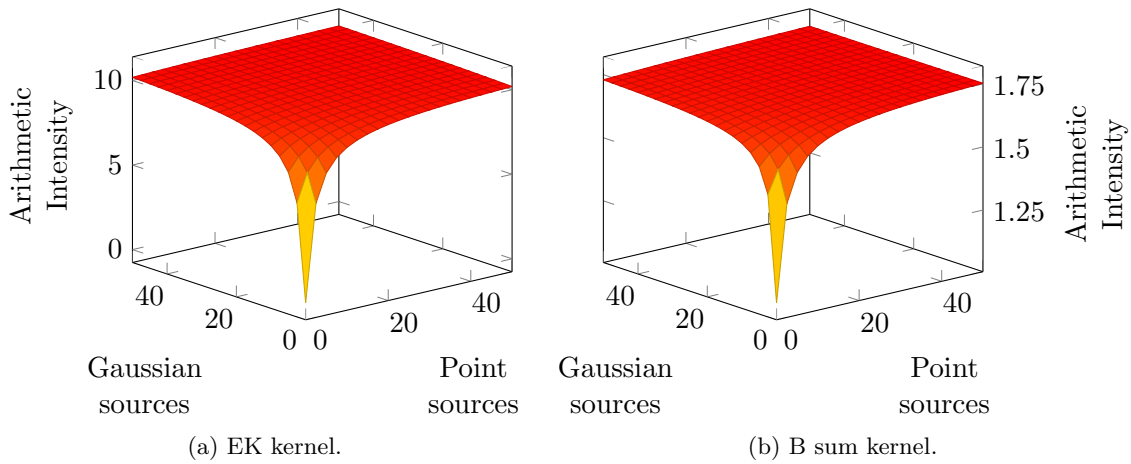 Arithmetic
Intensity
10
5
0
40
20
0
0
20
40
Gaussian
sources
Point
sources
(a) EK kernel.
1.75
1.5
1.25
Arithmetic
Intensity
40
20
0
0
20
40
Gaussian
sources
Point
sources
(b) B sum kernel.